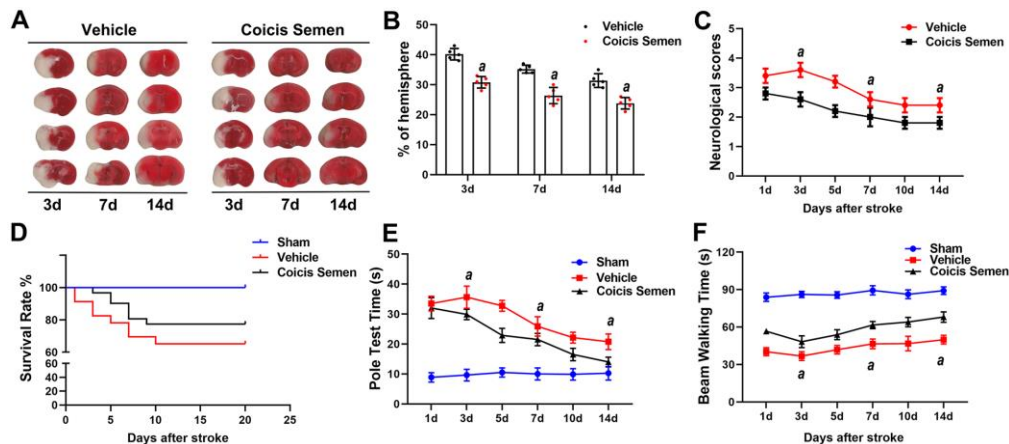 A
Vehicle
Coicis Semen
3d 7d 14d 3d 7d 14d
B
Vehicle
Coicis Semen
% of hemisphere
50
40
30
20
10
0
a
a
a
3d 7d 14d
C
Vehicle
Coicis Semen
Neurological scores
5
4
3
2
1
0
a
a
a
1d 3d 5d 7d 10d 14d
Days after stroke
D
Sham
Vehicle
Coicis Semen
Survival Rate %
100
80
60
60
40
20
0
0 5 10 15 20 25
Days after stroke
E
Sham
Vehicle
Coicis Semen
Pole Test Time (s)
50
40
30
20
10
0
a
a
a
1d 3d 5d 7d 10d 14d
Days after stroke
F
Sham
Vehicle
Coicis Semen
Beam Walking Time (s)
120
90
60
30
0
a
a
a
1d 3d 5d 7d 10d 14d
Days after stroke